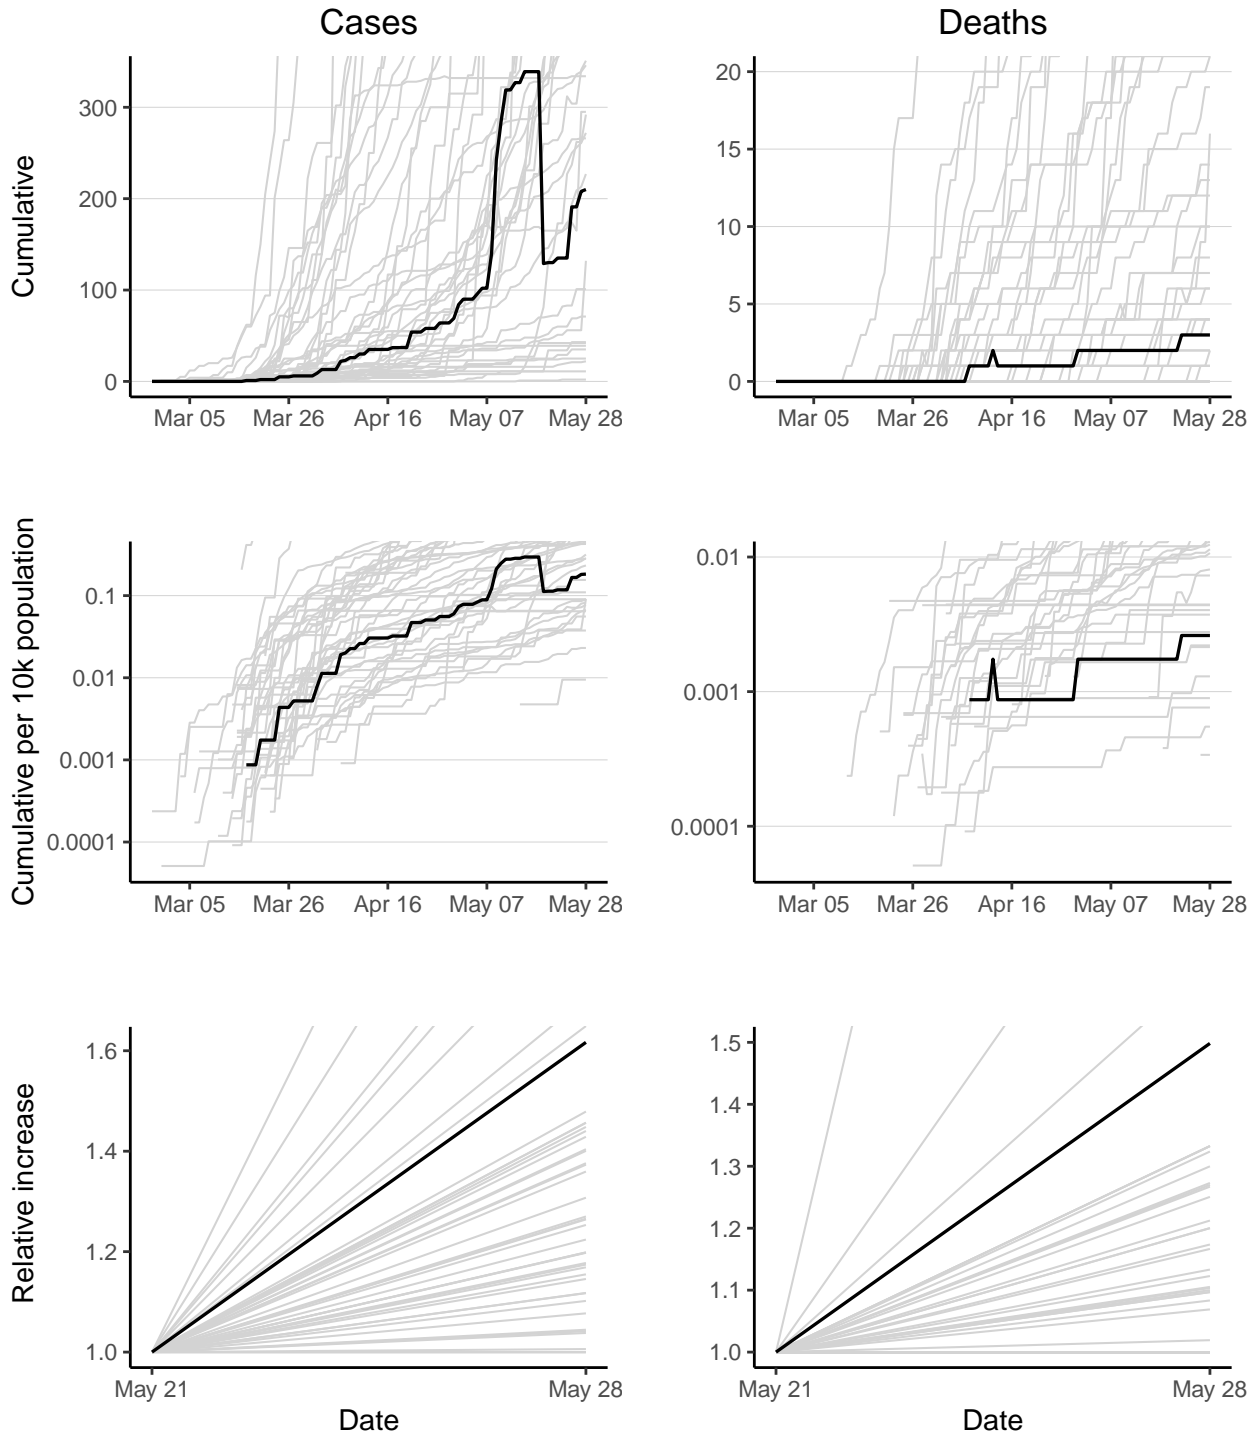 Cases
Deaths
Cumulative
300
200
100
0
Mar 05 Mar 26 Apr 16 May 07 May 28
20
15
10
5
0
Mar 05 Mar 26 Apr 16 May 07 May 28
Cumulative per 10k population
0.1
0.01
0.001
0.0001
Mar 05 Mar 26 Apr 16 May 07 May 28
0.01
0.001
0.0001
Mar 05 Mar 26 Apr 16 May 07 May 28
Relative increase
1.6
1.4
1.2
1.0
May 21 May 28
Date
1.5
1.4
1.3
1.2
1.1
1.0
May 21 May 28
Date